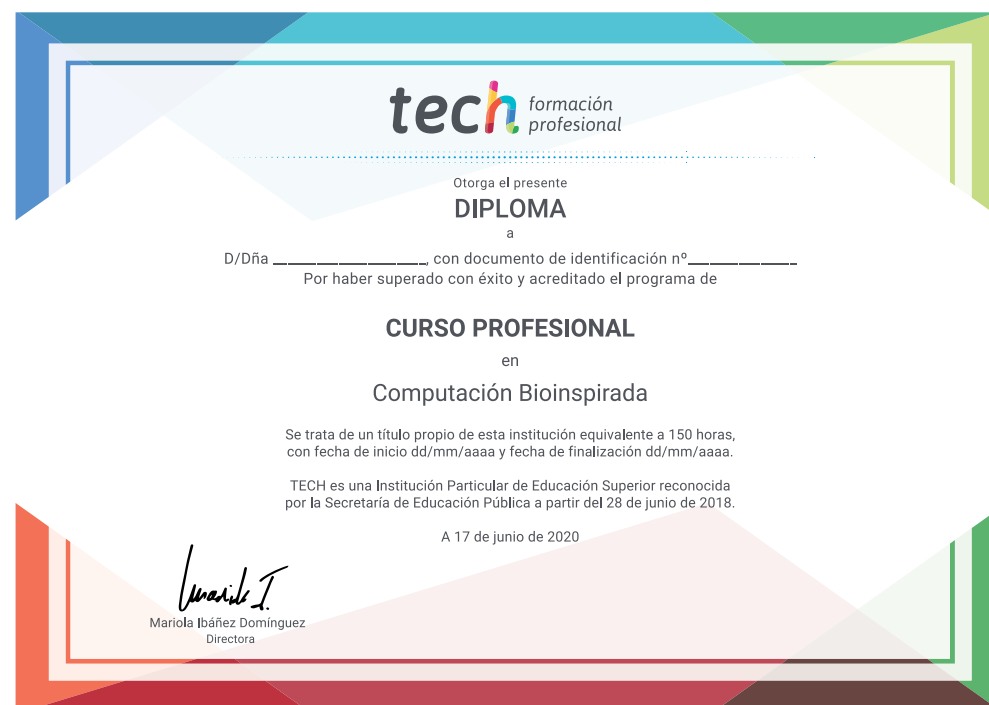 tech formación
profesional
Otorga el presente
DIPLOMA
a
D/Dña ____________________, con documento de identificación nº______________
Por haber superado con éxito y acreditado el programa de
CURSO PROFESIONAL
en
Computación Bioinspirada
Se trata de un título propio de esta institución equivalente a 150 horas,
con fecha de inicio dd/mm/aaaa y fecha de finalización dd/mm/aaaa.
TECH es una Institución Particular de Educación Superior reconocida
por la Secretaría de Educación Pública a partir del 28 de junio de 2018.
A 17 de junio de 2020
Mariola I.
Mariola Ibáñez Domínguez
Directora